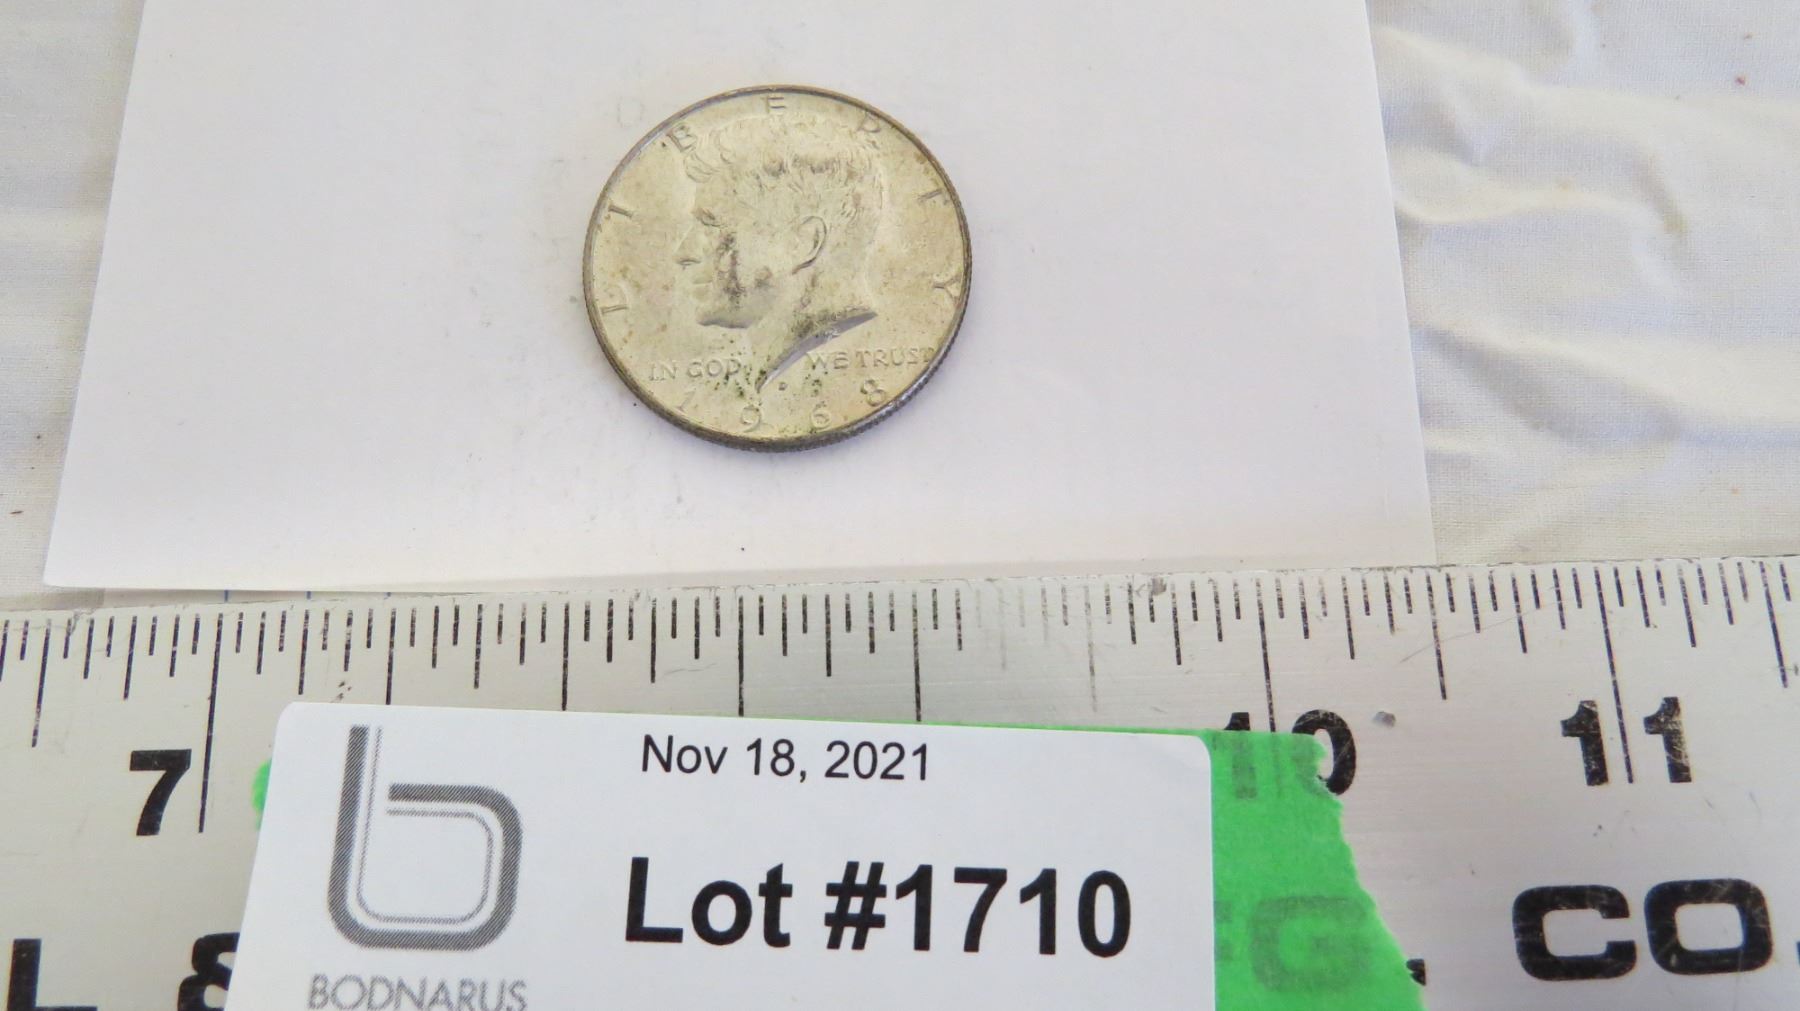 LIBERTY
IN GOD WE TRUST
1968
7 10 11
Nov 18, 2021
Lot #1710
BODNARUS
L & G. CO.